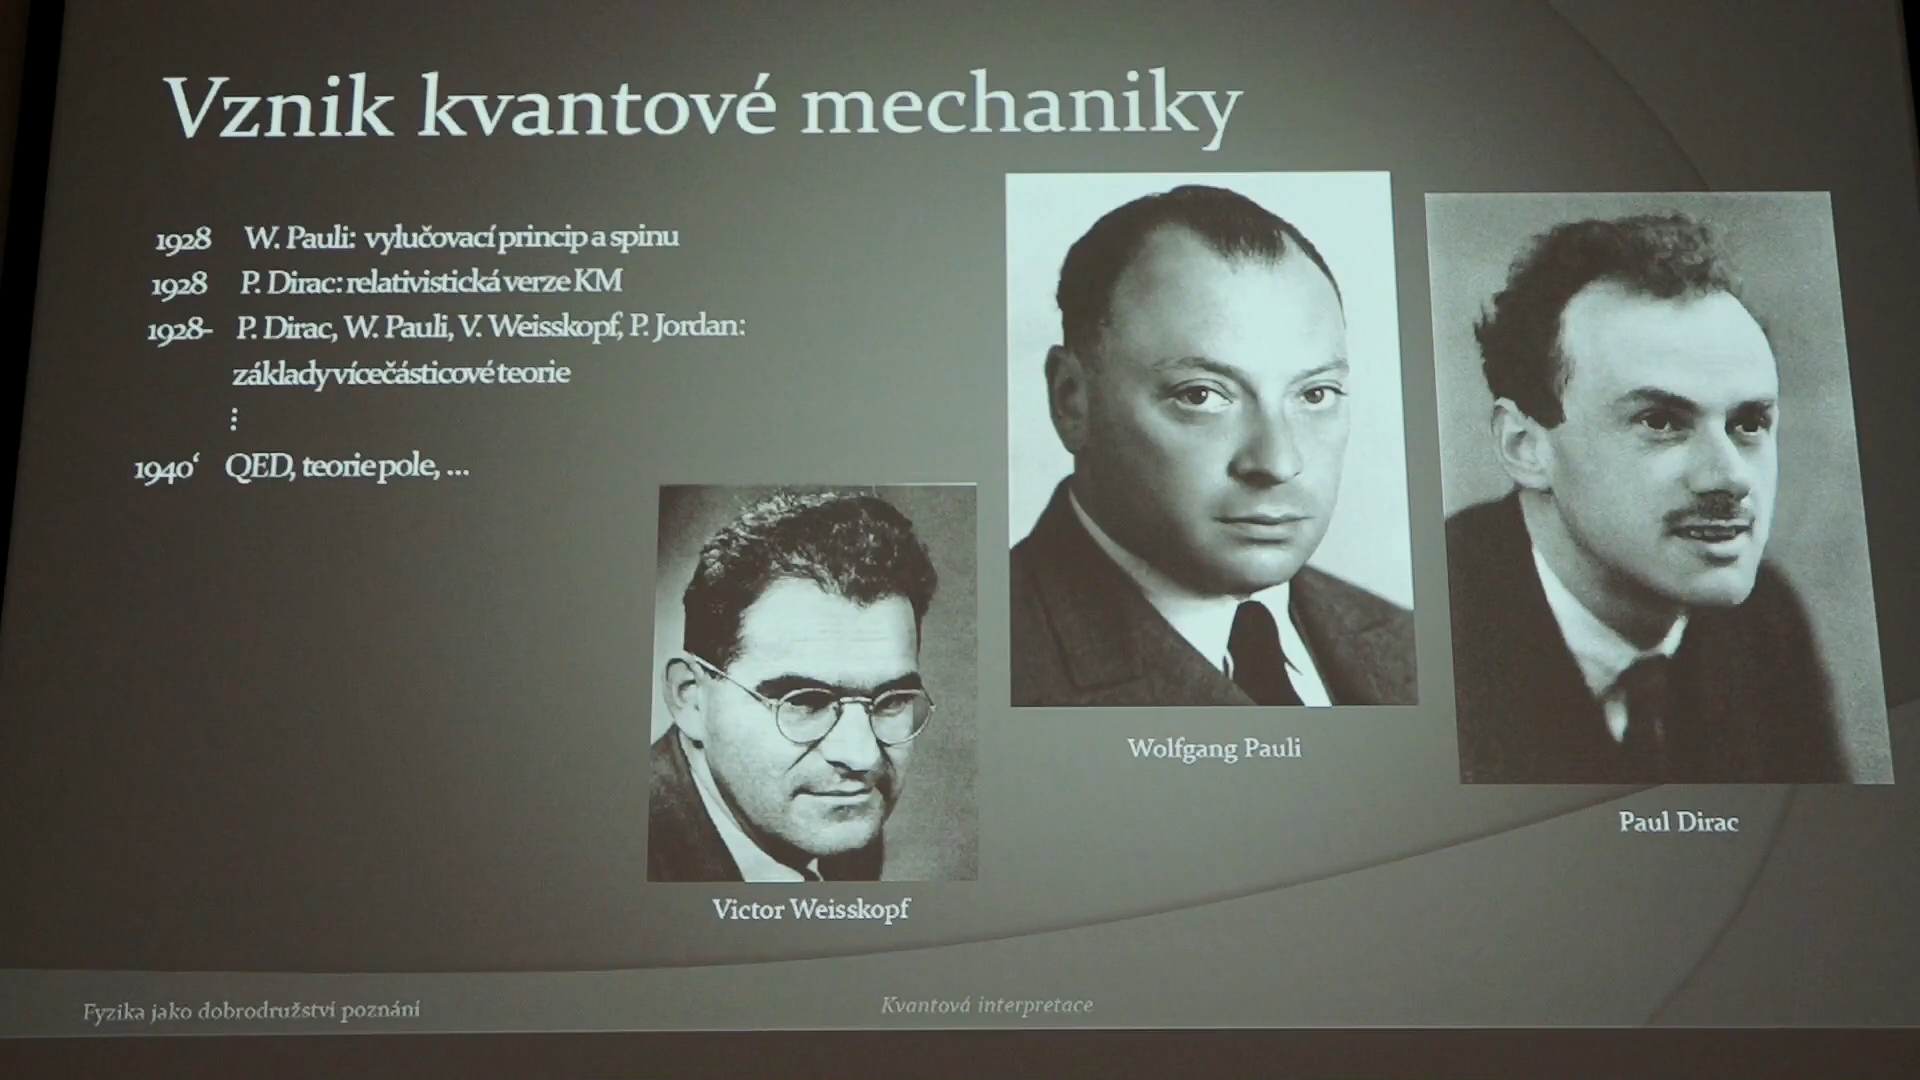 Vznik kvantové mechaniky
1928 W. Pauli: vylučovací princip a spinu
1928 P. Dirac: relativistická verze KM
1928- P. Dirac, W. Pauli, V. Weisskopf, P. Jordan:
základy vícečásticové teorie
⋮
1940‘ QED, teorie pole, ...
Wolfgang Pauli
Paul Dirac
Victor Weisskopf
Fyzika jako dobrodružství poznání
Kvantová interpretace